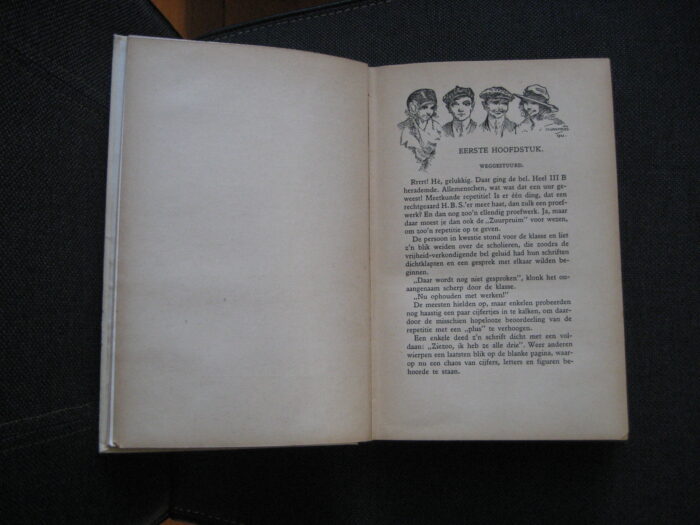 EERSTE HOOFDSTUK.
WEGGESTUURD.
Rrrrt! Hè, gelukkig. Daar ging de bel. Heel III B
herademde. Allemenschen, wat was dat een uur ge-
weest! Meetkunde repetitie! Is er één ding, dat een
rechtgeaard H.B.S.'er meer haat, dan zulk een proef-
werk? En dan nog zoo'n ellendig proefwerk. Ja, maar
daar moest je dan ook de „Zuurpruim" voor wezen,
om zoo'n repetitie op te geven.
De persoon in kwestie stond voor de klasse en liet
z'n blik weiden over de scholieren, die zoodra de
vrijheid-verkondigende bel geluid had hun schriften
dichtklapten en een gesprek met elkaar wilden be-
ginnen.
„Daar wordt nog niet gesproken", klonk het on-
aangenaam scherp door de klasse.
„Nu ophouden met werken!"
De meesten hielden op, maar enkelen probeerden
nog haastig een paar cijfertjes in te kalken, om daar-
door de misschien hopelooze beoordeeling van de
repetitie met een „plus" te verhoogen.
Een enkele deed z'n schrift dicht met een vol-
daan: „Ziezoo, ik heb ze alle drie". Weer anderen
wierpen een laatsten blik op de blanke pagina, waar-
op nu een chaos van cijfers, letters en figuren be-
hoorde te staan.